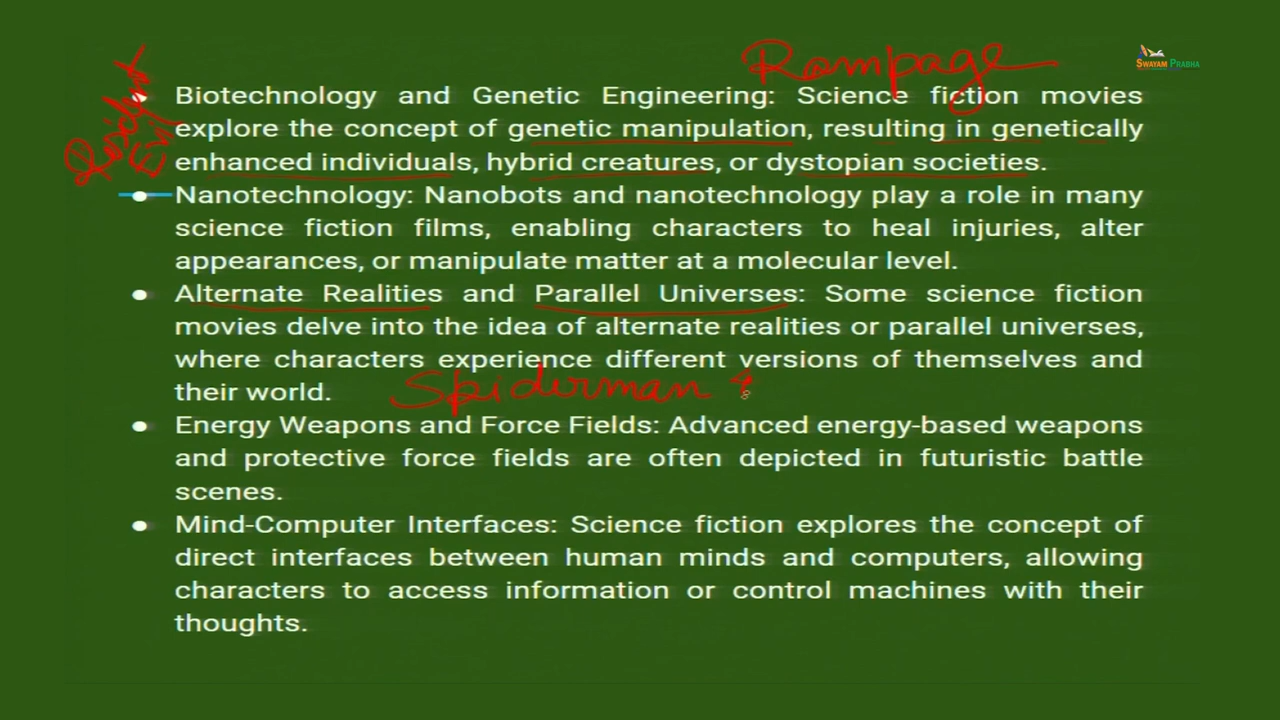 Rampage
SWAYAM PRABHA
Resident
Evil
• Biotechnology and Genetic Engineering: Science fiction movies
explore the concept of genetic manipulation, resulting in genetically
enhanced individuals, hybrid creatures, or dystopian societies.
• Nanotechnology: Nanobots and nanotechnology play a role in many
science fiction films, enabling characters to heal injuries, alter
appearances, or manipulate matter at a molecular level.
• Alternate Realities and Parallel Universes: Some science fiction
movies delve into the idea of alternate realities or parallel universes,
where characters experience different versions of themselves and
their world.
Spiderman
• Energy Weapons and Force Fields: Advanced energy-based weapons
and protective force fields are often depicted in futuristic battle
scenes.
• Mind-Computer Interfaces: Science fiction explores the concept of
direct interfaces between human minds and computers, allowing
characters to access information or control machines with their
thoughts.